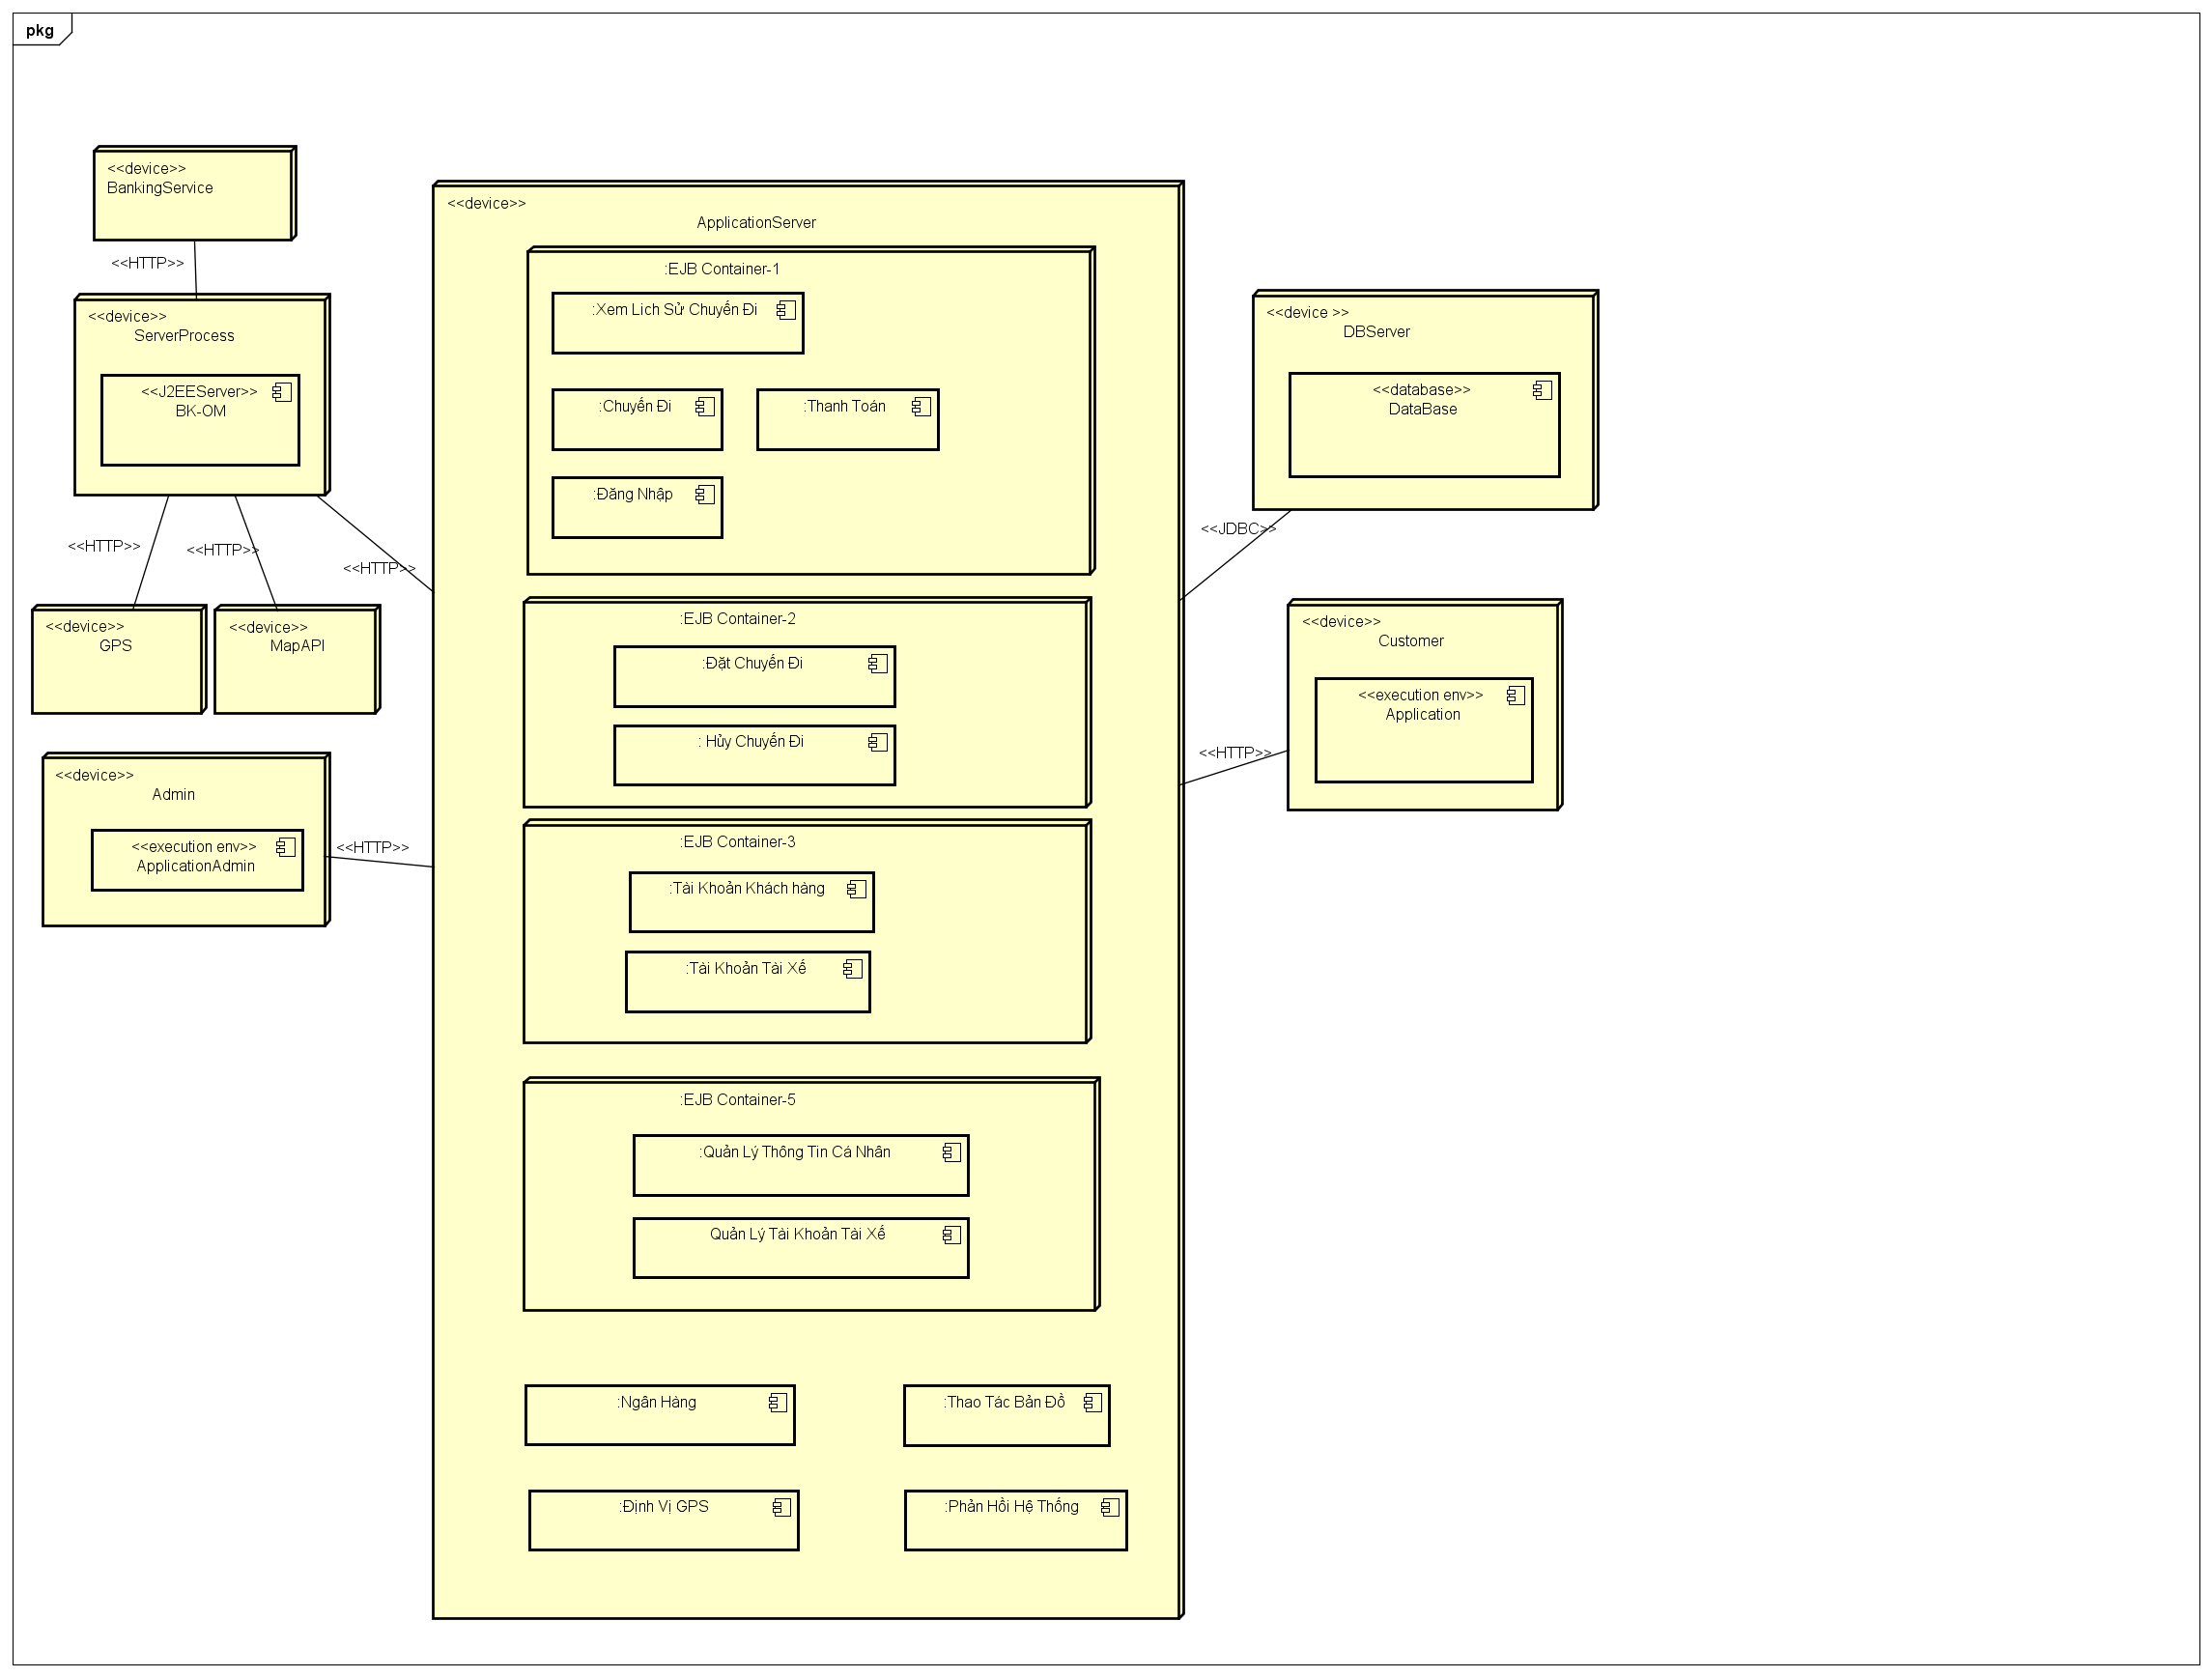 pkg
<<device>>
BankingService
<<HTTP>>
<<device>>
ServerProcess
<<J2EEServer>>
BK-OM
<<HTTP>>
<<HTTP>>
<<HTTP>>
<<device>>
GPS
<<device>>
MapAPI
<<device>>
Admin
<<execution env>>
ApplicationAdmin
<<HTTP>>
<<device>>
ApplicationServer
:EJB Container-1
:Xem Lich Sử Chuyến Đi
:Chuyến Đi
:Thanh Toán
:Đăng Nhập
:EJB Container-2
:Đặt Chuyến Đi
: Hủy Chuyến Đi
:EJB Container-3
:Tài Khoản Khách hàng
:Tài Khoản Tài Xế
:EJB Container-5
:Quản Lý Thông Tin Cá Nhân
Quản Lý Tài Khoản Tài Xế
:Ngân Hàng
:Thao Tác Bản Đồ
:Định Vị GPS
:Phản Hồi Hệ Thống
<<device >>
DBServer
<<database>>
DataBase
<<JDBC>>
<<device>>
Customer
<<execution env>>
Application
<<HTTP>>